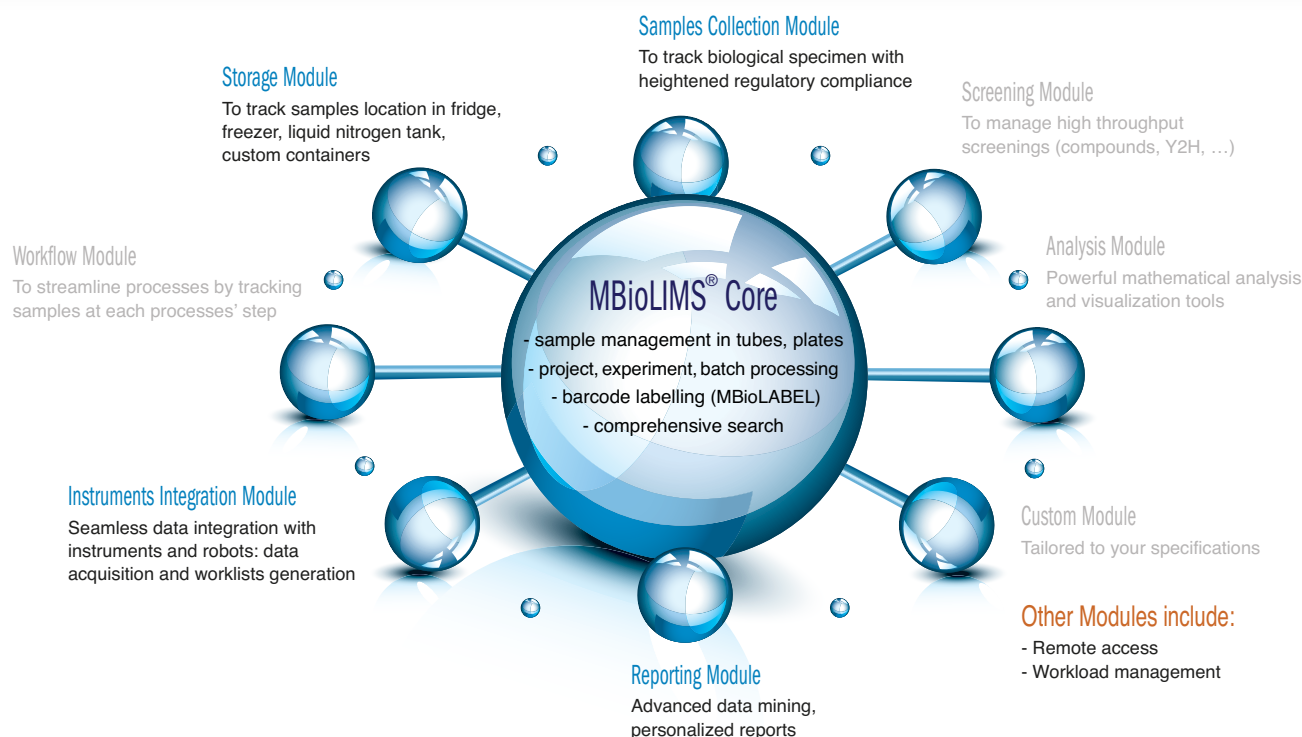 Samples Collection Module
To track biological specimen with
heightened regulatory compliance
Storage Module
To track samples location in fridge,
freezer, liquid nitrogen tank,
custom containers
Screening Module
To manage high throughput
screenings (compounds, Y2H, …)
Workflow Module
To streamline processes by tracking
samples at each processes’ step
Analysis Module
Powerful mathematical analysis
and visualization tools
MBioLIMS® Core
- sample management in tubes, plates
- project, experiment, batch processing
- barcode labelling (MBioLABEL)
- comprehensive search
Instruments Integration Module
Seamless data integration with
instruments and robots: data
acquisition and worklists generation
Custom Module
Tailored to your specifications
Other Modules include:
- Remote access
- Workload management
Reporting Module
Advanced data mining,
personalized reports